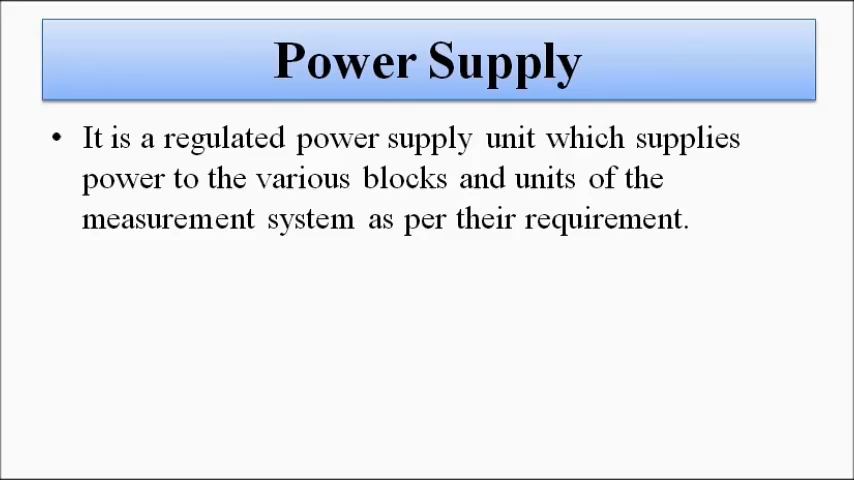 Power Supply
• It is a regulated power supply unit which supplies
power to the various blocks and units of the
measurement system as per their requirement.